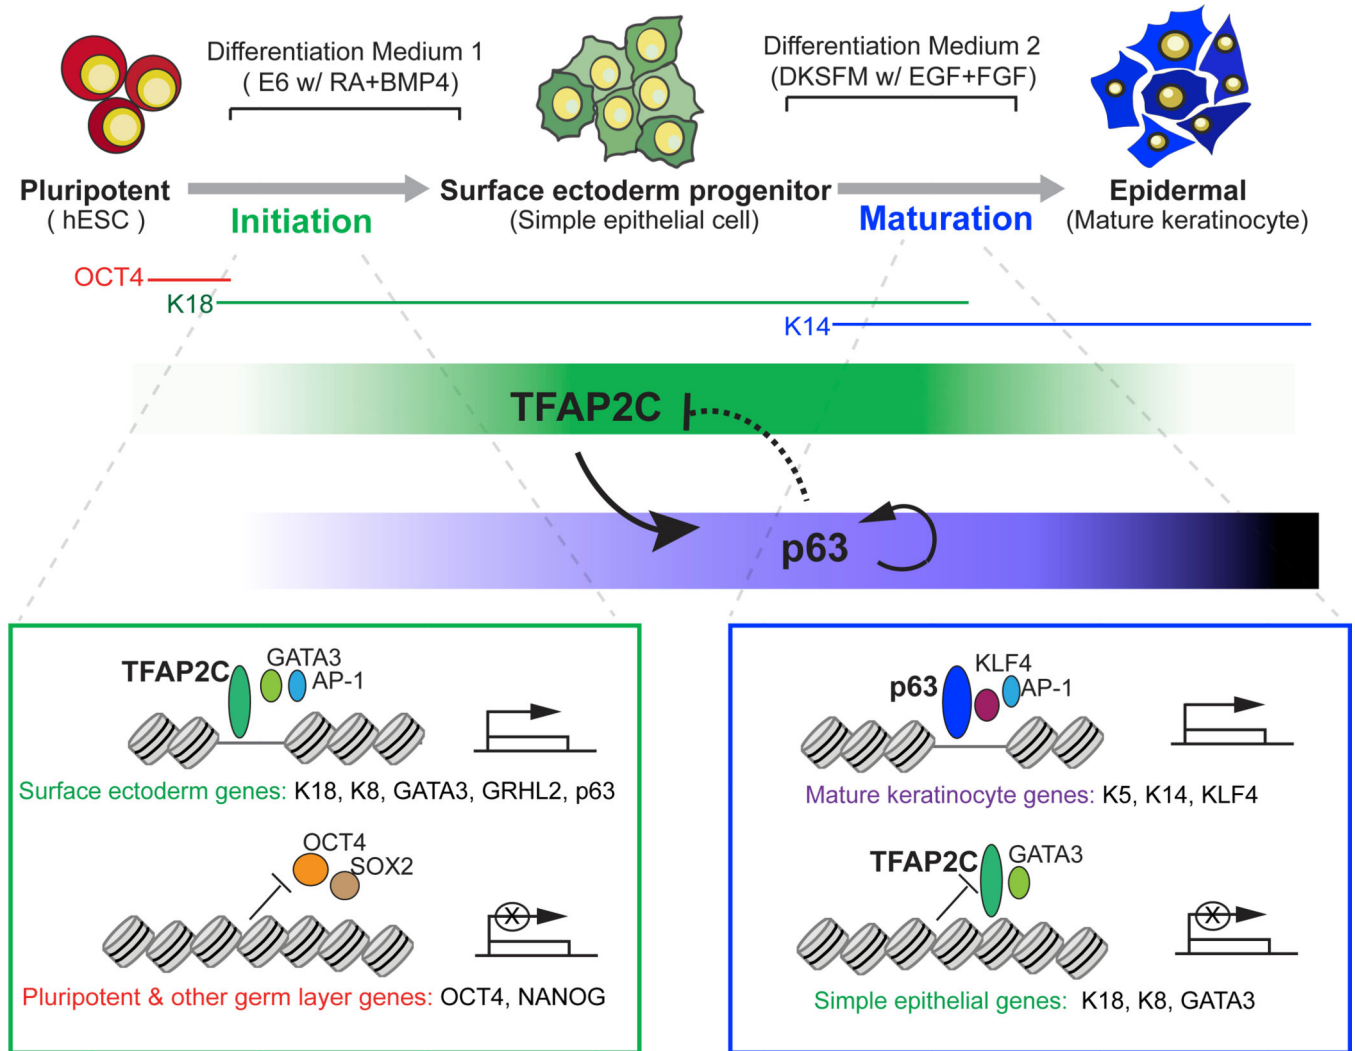 Differentiation Medium 1
( E6 w/ RA+BMP4)
Differentiation Medium 2
(DKSFM w/ EGF+FGF)
Pluripotent
( hESC )
Initiation
Surface ectoderm progenitor
(Simple epithelial cell)
Maturation
Epidermal
(Mature keratinocyte)
OCT4
K18
K14
TFAP2C
p63
TFAP2C
GATA3
AP-1
Surface ectoderm genes: K18, K8, GATA3, GRHL2, p63
OCT4
SOX2
X
Pluripotent & other germ layer genes: OCT4, NANOG
p63
KLF4
AP-1
Mature keratinocyte genes: K5, K14, KLF4
TFAP2C
GATA3
X
Simple epithelial genes: K18, K8, GATA3